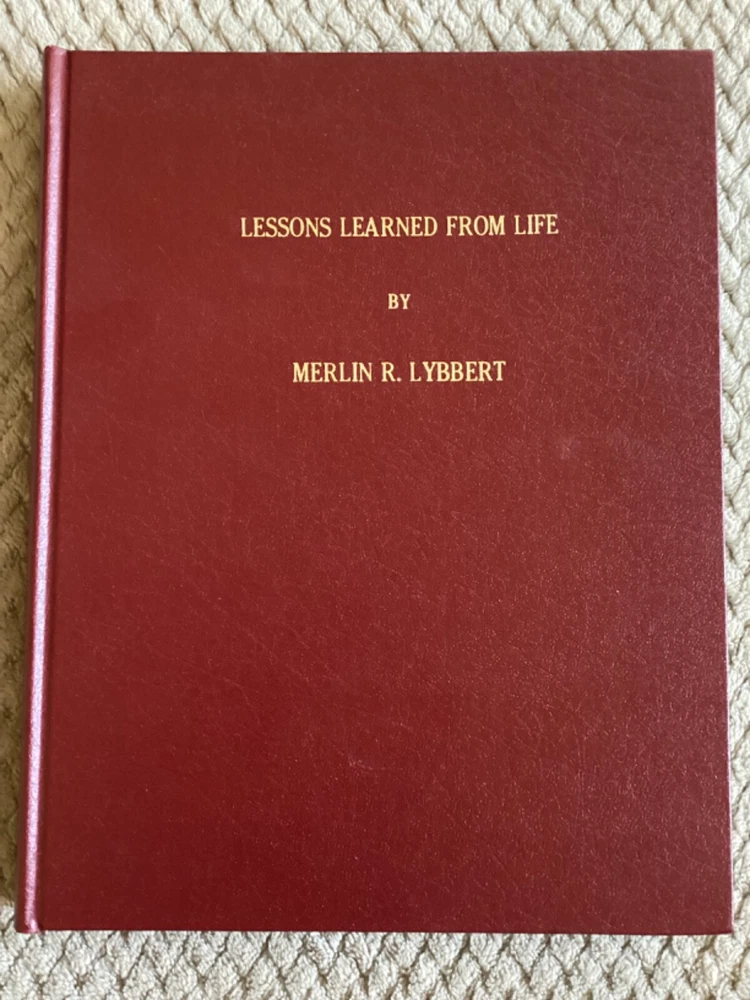 LESSONS LEARNED FROM LIFE
BY
MERLIN R. LYBBERT